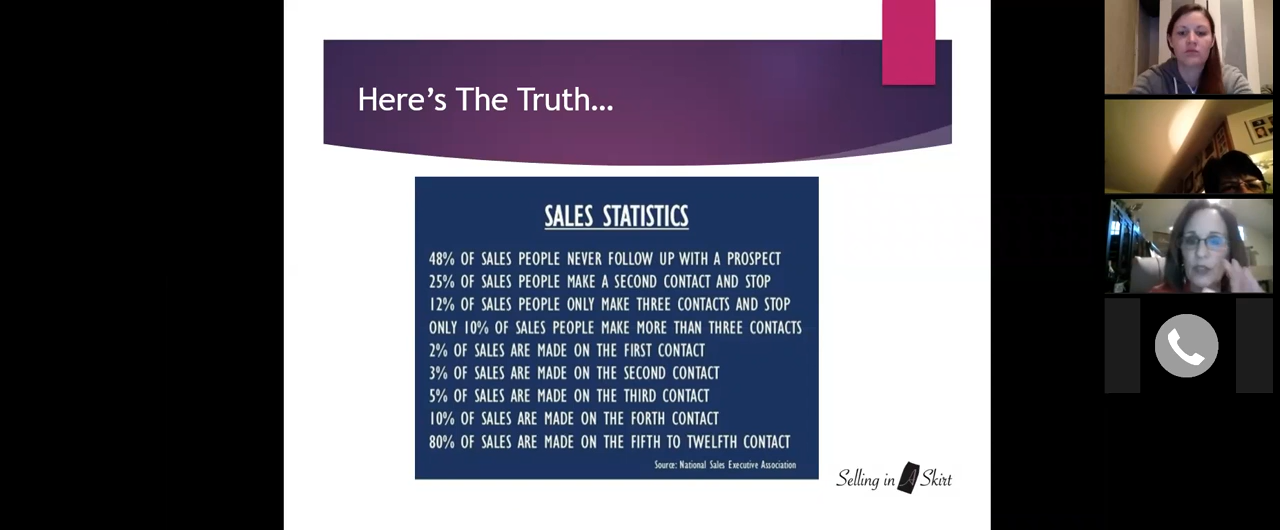 Here's The Truth...
SALES STATISTICS
48% OF SALES PEOPLE NEVER FOLLOW UP WITH A PROSPECT
25% OF SALES PEOPLE MAKE A SECOND CONTACT AND STOP
12% OF SALES PEOPLE ONLY MAKE THREE CONTACTS AND STOP
ONLY 10% OF SALES PEOPLE MAKE MORE THAN THREE CONTACTS
2% OF SALES ARE MADE ON THE FIRST CONTACT
3% OF SALES ARE MADE ON THE SECOND CONTACT
5% OF SALES ARE MADE ON THE THIRD CONTACT
10% OF SALES ARE MADE ON THE FORTH CONTACT
80% OF SALES ARE MADE ON THE FIFTH TO TWELFTH CONTACT
Source: National Sales Executive Association
Selling in A Skirt